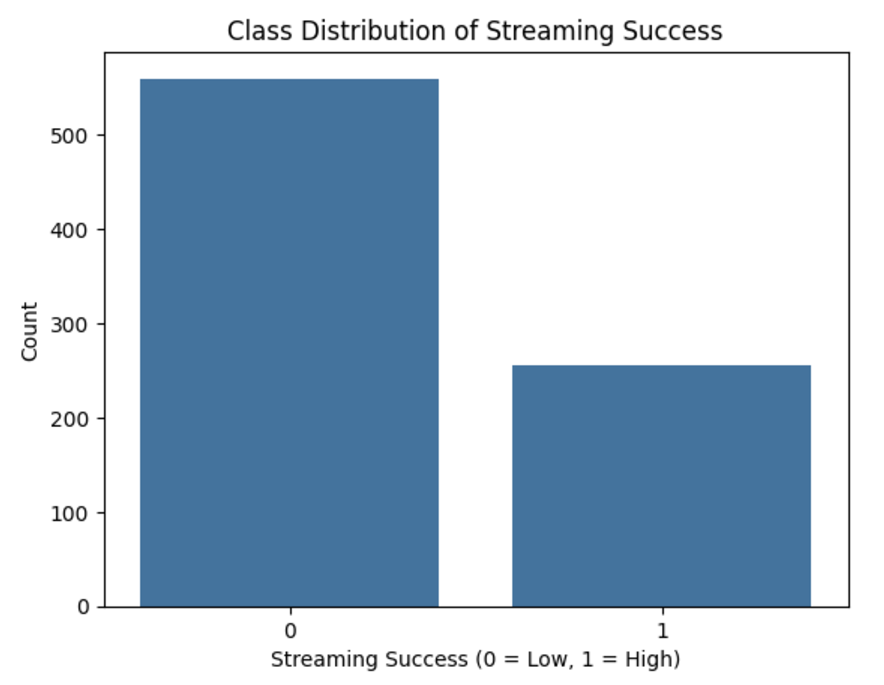 Class Distribution of Streaming Success
500
400
300
200
100
0
Count
0 1
Streaming Success (0 = Low, 1 = High)